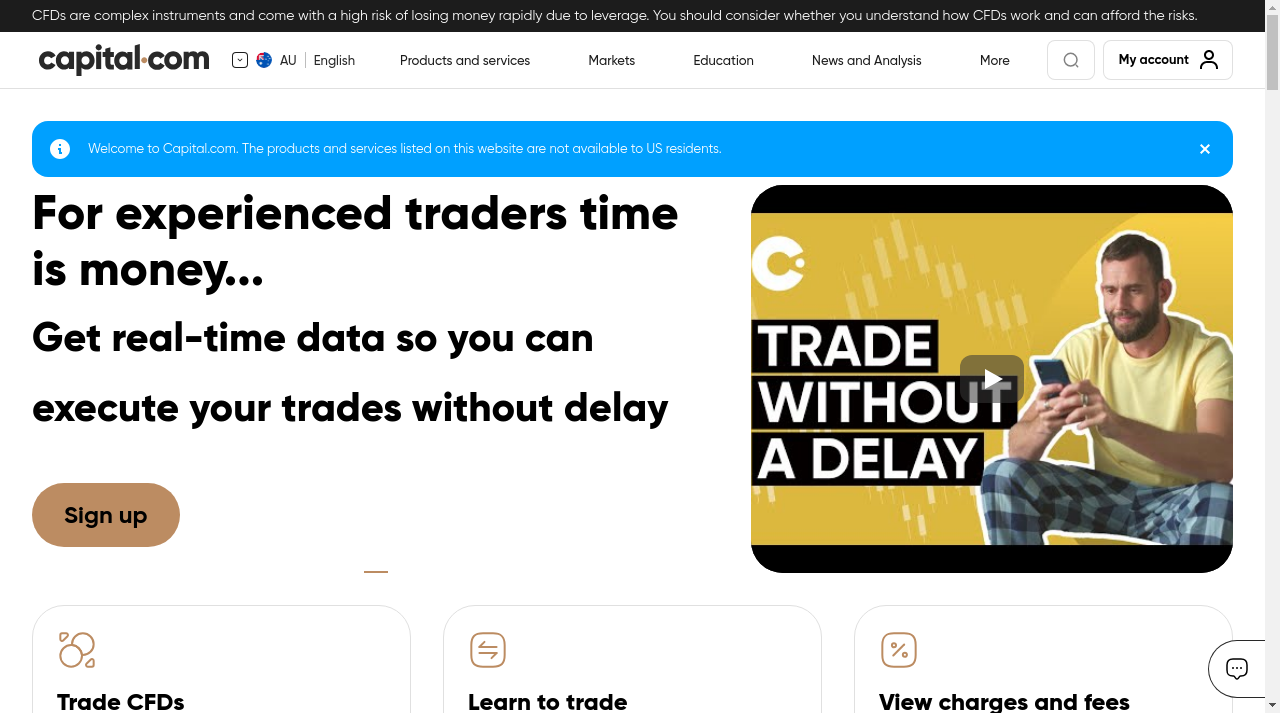 CFDs are complex instruments and come with a high risk of losing money rapidly due to leverage. You should consider whether you understand how CFDs work and can afford the risks.
capital.com
AU English
Products and services
Markets
Education
News and Analysis
More
My account
Welcome to Capital.com. The products and services listed on this website are not available to US residents.
For experienced traders time
is money...
Get real-time data so you can
execute your trades without delay
Sign up
TRADE
WITHOUT
A DELAY
Trade CFDs
Learn to trade
View charges and fees